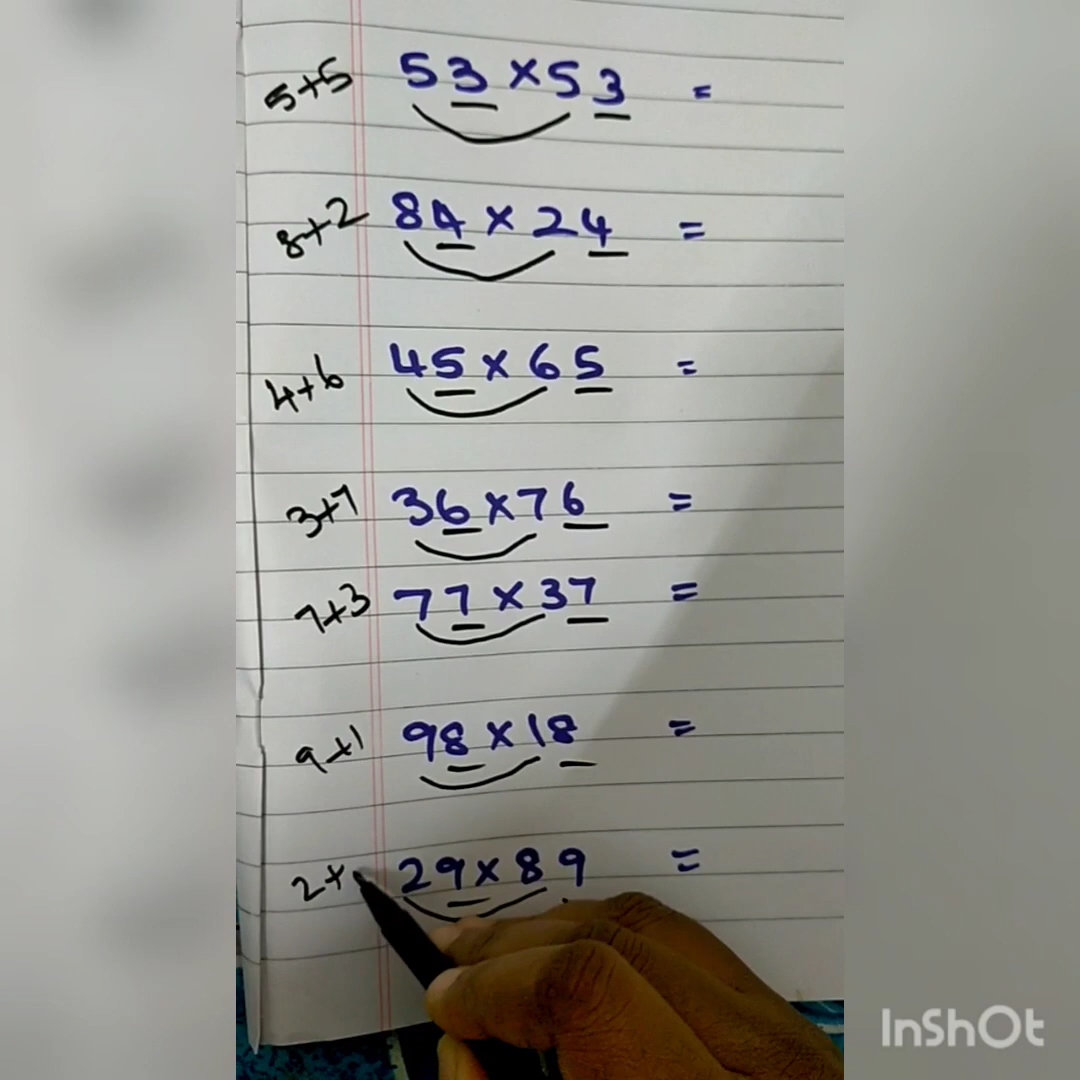 5+5 53×53 =
8+2 84×24 =
4+6 45×65 =
3+7 36×76 =
7+3 77×37 =
9+1 98×18 =
2+ 29×89 =
InShOt